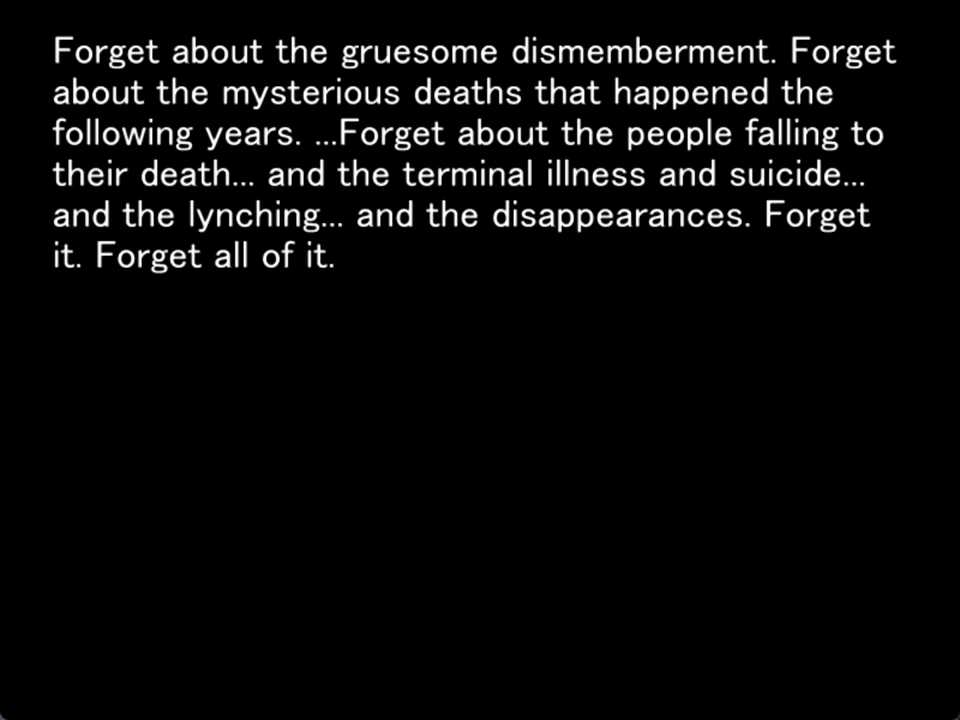 Forget about the gruesome dismemberment. Forget
about the mysterious deaths that happened the
following years. ...Forget about the people falling to
their death... and the terminal illness and suicide...
and the lynching... and the disappearances. Forget
it. Forget all of it.